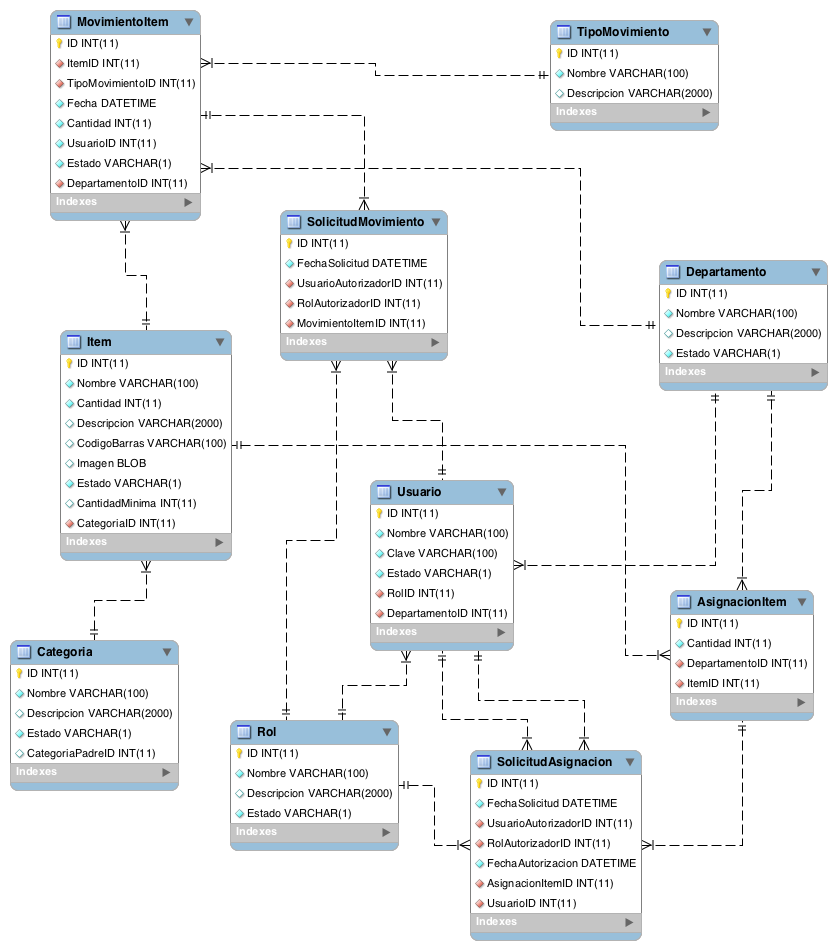 MovimientoItem
ID INT(11)
ItemID INT(11)
TipoMovimientoID INT(11)
Fecha DATETIME
Cantidad INT(11)
UsuarioID INT(11)
Estado VARCHAR(1)
DepartamentoID INT(11)
Indexes
TipoMovimiento
ID INT(11)
Nombre VARCHAR(100)
Descripcion VARCHAR(2000)
Indexes
SolicitudMovimiento
ID INT(11)
FechaSolicitud DATETIME
UsuarioAutorizadorID INT(11)
RolAutorizadorID INT(11)
MovimientoItemID INT(11)
Indexes
Departamento
ID INT(11)
Nombre VARCHAR(100)
Descripcion VARCHAR(2000)
Estado VARCHAR(1)
Indexes
Item
ID INT(11)
Nombre VARCHAR(100)
Cantidad INT(11)
Descripcion VARCHAR(2000)
CodigoBarras VARCHAR(100)
Imagen BLOB
Estado VARCHAR(1)
CantidadMinima INT(11)
CategoriaID INT(11)
Indexes
Usuario
ID INT(11)
Nombre VARCHAR(100)
Clave VARCHAR(100)
Estado VARCHAR(1)
RolID INT(11)
DepartamentoID INT(11)
Indexes
AsignacionItem
ID INT(11)
Cantidad INT(11)
DepartamentoID INT(11)
ItemID INT(11)
Indexes
Categoria
ID INT(11)
Nombre VARCHAR(100)
Descripcion VARCHAR(2000)
Estado VARCHAR(1)
CategoriaPadreID INT(11)
Indexes
Rol
ID INT(11)
Nombre VARCHAR(100)
Descripcion VARCHAR(2000)
Estado VARCHAR(1)
Indexes
SolicitudAsignacion
ID INT(11)
FechaSolicitud DATETIME
UsuarioAutorizadorID INT(11)
RolAutorizadorID INT(11)
FechaAutorizacion DATETIME
AsignacionItemID INT(11)
UsuarioID INT(11)
Indexes